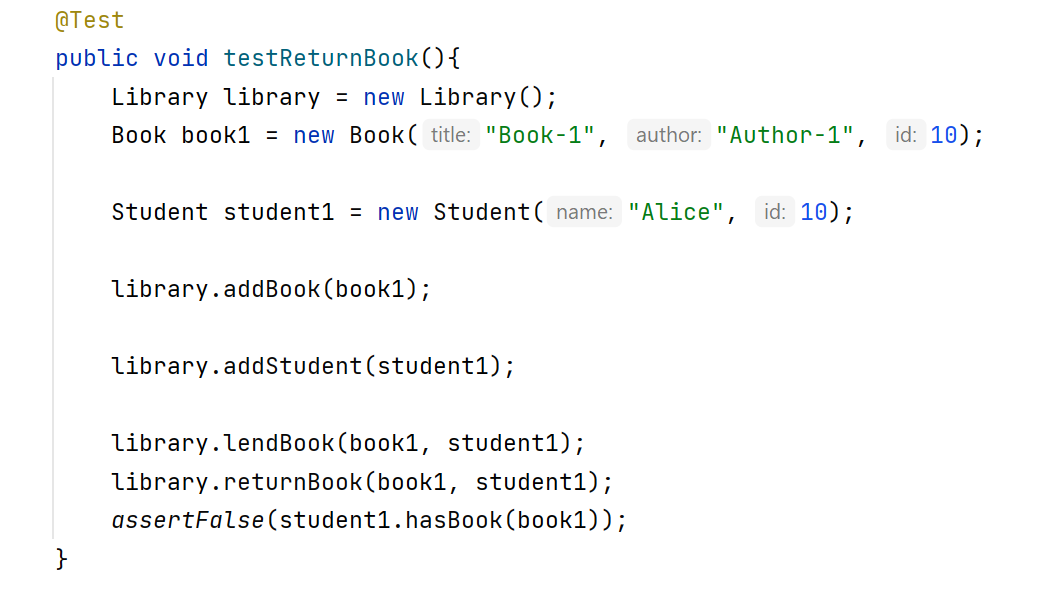 @Test
public void testReturnBook(){
Library library = new Library();
Book book1 = new Book( title: "Book-1", author: "Author-1", id: 10);
Student student1 = new Student( name: "Alice", id: 10);
library.addBook(book1);
library.addStudent(student1);
library.lendBook(book1, student1);
library.returnBook(book1, student1);
assertFalse(student1.hasBook(book1));
}